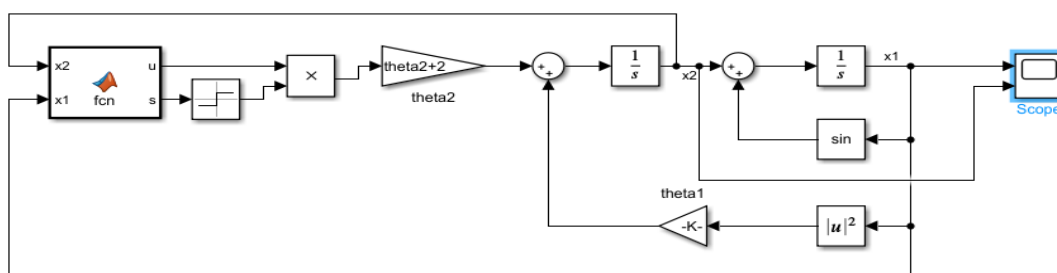 x2
x1
fcn
u
s
×
theta2+2
theta2
+
+
1
s
x2
+
+
1
s
x1
Scope
sin
theta1
-K-
|u|²